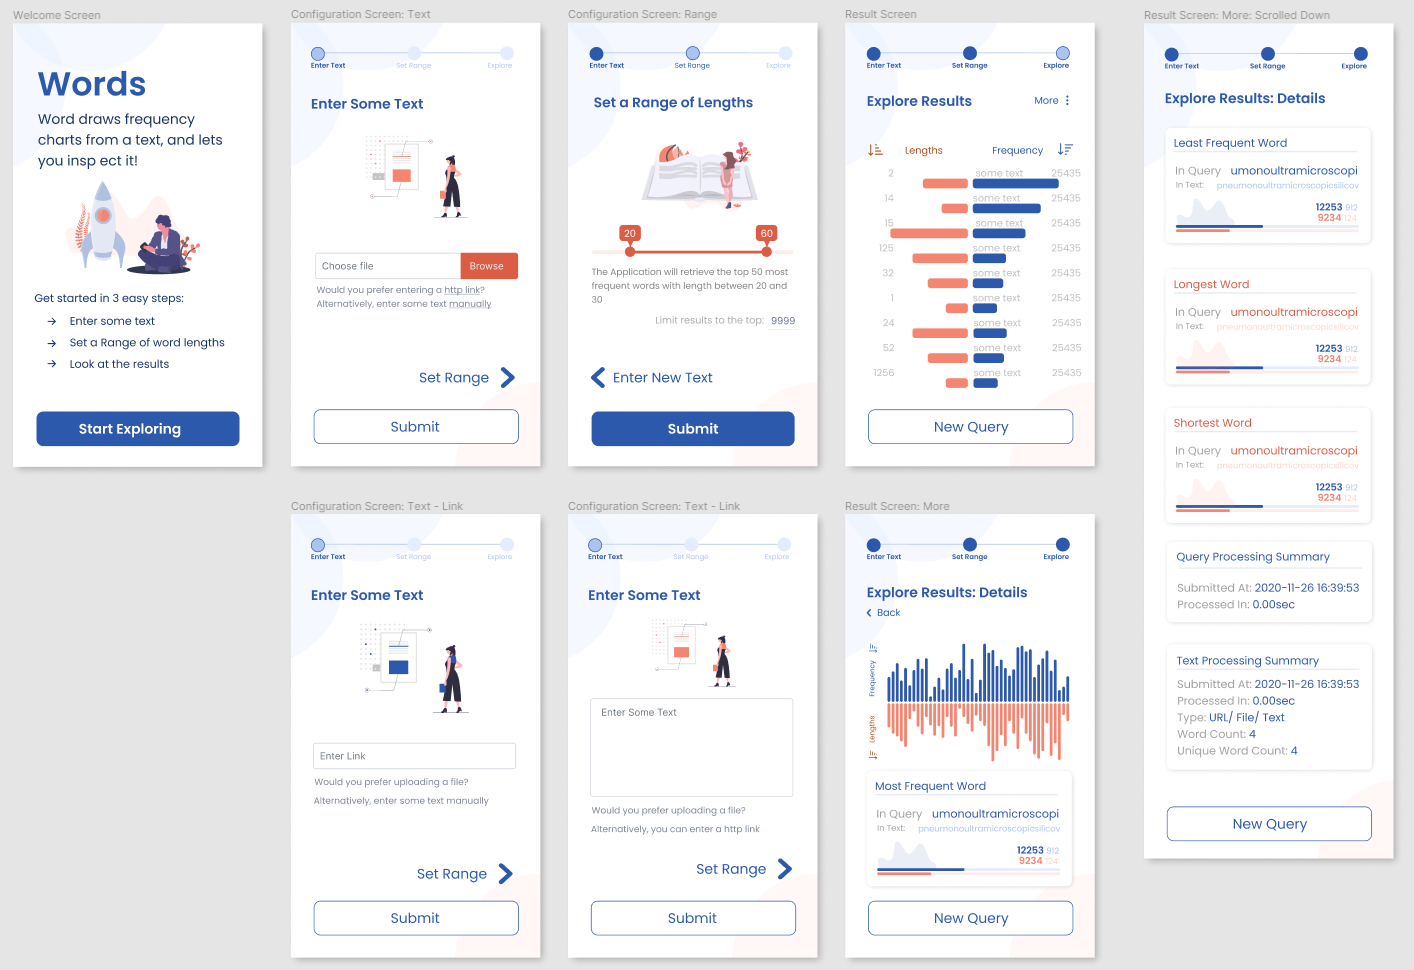 Welcome Screen
Words
Word draws frequency
charts from a text, and lets
you insp ect it!
Get started in 3 easy steps:
→ Enter some text
→ Set a Range of word lengths
→ Look at the results
Start Exploring
Configuration Screen: Text
Enter Text Set Range Explore
Enter Some Text
Choose file Browse
Would you prefer entering a http link?
Alternatively, enter some text manually
Set Range
Submit
Configuration Screen: Range
Enter Text Set Range Explore
Set a Range of Lengths
20 60
The Application will retrieve the top 50 most
frequent words with length between 20 and
30
Limit results to the top: 9999
Enter New Text
Submit
Result Screen
Enter Text Set Range Explore
Explore Results More
Lengths Frequency
2 some text 25435
14 some text 25435
15 some text 25435
125 some text 25435
32 some text 25435
1 some text 25435
24 some text 25435
52 some text 25435
1256 some text 25435
New Query
Configuration Screen: Text - Link
Enter Text Set Range Explore
Enter Some Text
Enter Link
Would you prefer uploading a file?
Alternatively, enter some text manually
Set Range
Submit
Configuration Screen: Text - Link
Enter Text Set Range Explore
Enter Some Text
Enter Some Text
Would you prefer uploading a file?
Alternatively, you can enter a http link
Set Range
Submit
Result Screen: More
Enter Text Set Range Explore
Explore Results: Details
Back
Frequency
Lengths
Most Frequent Word
In Query umonoultramicroscopi
In Text: pneumonoultramicroscopicsilicov
12253 912
9234 124
New Query
Result Screen: More: Scrolled Down
Enter Text Set Range Explore
Explore Results: Details
Least Frequent Word
In Query umonoultramicroscopi
In Text: pneumonoultramicroscopicsilicov
12253 912
9234 124
Longest Word
In Query umonoultramicroscopi
In Text: pneumonoultramicroscopicsilicov
12253 912
9234 124
Shortest Word
In Query umonoultramicroscopi
In Text: pneumonoultramicroscopicsilicov
12253 912
9234 124
Query Processing Summary
Submitted At: 2020-11-26 16:39:53
Processed In: 0.00sec
Text Processing Summary
Submitted At: 2020-11-26 16:39:53
Processed In: 0.00sec
Type: URL/ File/ Text
Word Count: 4
Unique Word Count: 4
New Query